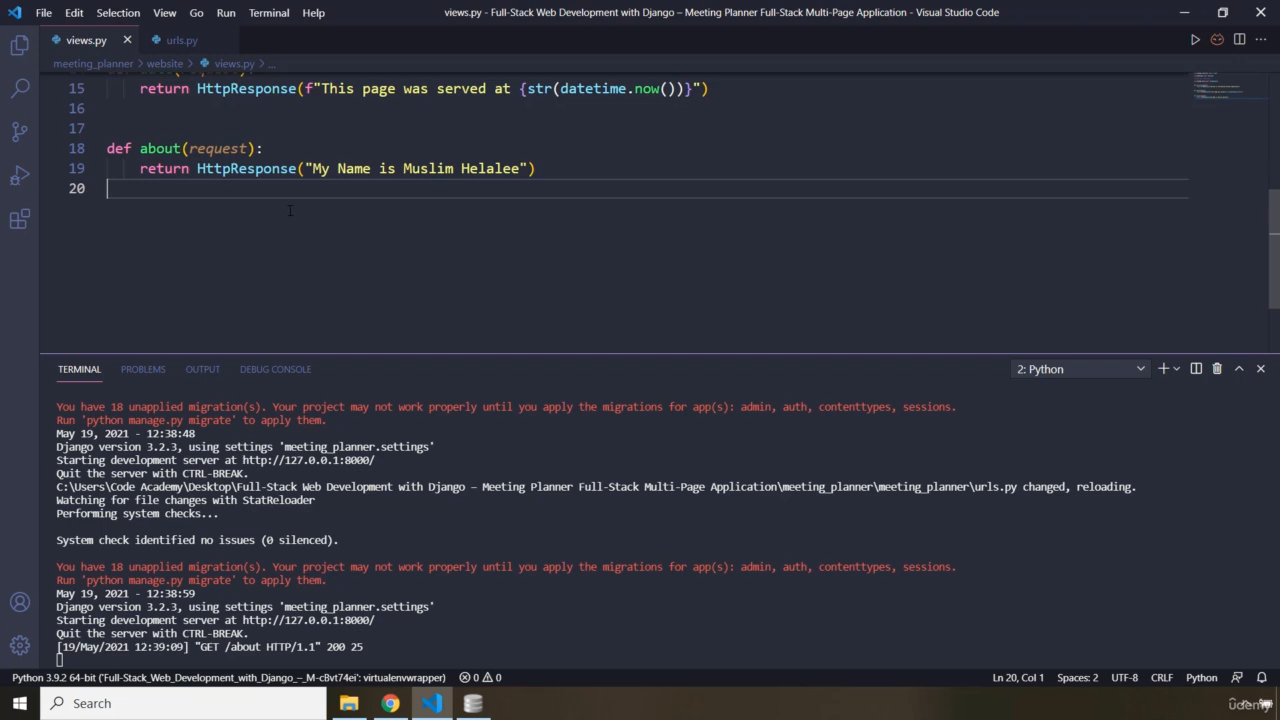 File Edit Selection View Go Run Terminal Help
views.py - Full-Stack Web Development with Django – Meeting Planner Full-Stack Multi-Page Application - Visual Studio Code
views.py urls.py
meeting_planner > website > views.py > ...
15 return HttpResponse(f"This page was served at {str(datetime.now())}")
16
17
18 def about(request):
19 return HttpResponse("My Name is Muslim Helalee")
20
TERMINAL PROBLEMS OUTPUT DEBUG CONSOLE
2: Python
You have 18 unapplied migration(s). Your project may not work properly until you apply the migrations for app(s): admin, auth, contenttypes, sessions.
Run 'python manage.py migrate' to apply them.
May 19, 2021 - 12:38:48
Django version 3.2.3, using settings 'meeting_planner.settings'
Starting development server at http://127.0.0.1:8000/
Quit the server with CTRL-BREAK.
C:\Users\Code Academy\Desktop\Full-Stack Web Development with Django – Meeting Planner Full-Stack Multi-Page Application\meeting_planner\meeting_planner\urls.py changed, reloading.
Watching for file changes with StatReloader
Performing system checks...
System check identified no issues (0 silenced).
You have 18 unapplied migration(s). Your project may not work properly until you apply the migrations for app(s): admin, auth, contenttypes, sessions.
Run 'python manage.py migrate' to apply them.
May 19, 2021 - 12:38:59
Django version 3.2.3, using settings 'meeting_planner.settings'
Starting development server at http://127.0.0.1:8000/
Quit the server with CTRL-BREAK.
[19/May/2021 12:39:09] "GET /about HTTP/1.1" 200 25
Python 3.9.2 64-bit ('Full-Stack_Web_Development_with_Django_–_M-c8vt74ei': virtualenvwrapper) 0 0
Ln 20, Col 1 Spaces: 2 UTF-8 CRLF Python
Search
udemy